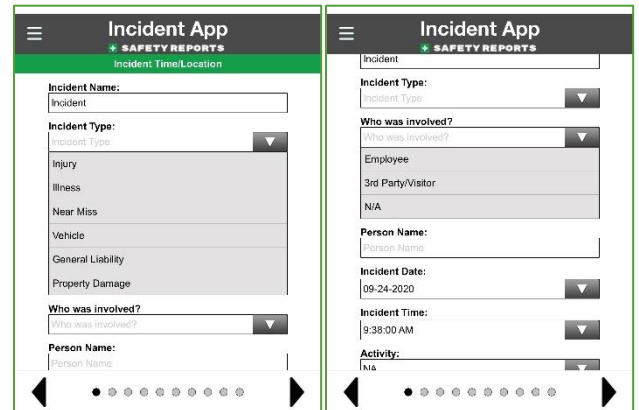 Incident App
SAFETY REPORTS
Incident Time/Location
Incident Name:
Incident
Incident Type:
Incident Type
Injury
Illness
Near Miss
Vehicle
General Liability
Property Damage
Who was involved?
Who was involved?
Person Name:
Person Name
Incident App
SAFETY REPORTS
Incident
Incident Type:
Incident Type
Who was involved?
Who was involved?
Employee
3rd Party/Visitor
N/A
Person Name:
Person Name
Incident Date:
09-24-2020
Incident Time:
9:38:00 AM
Activity:
NA